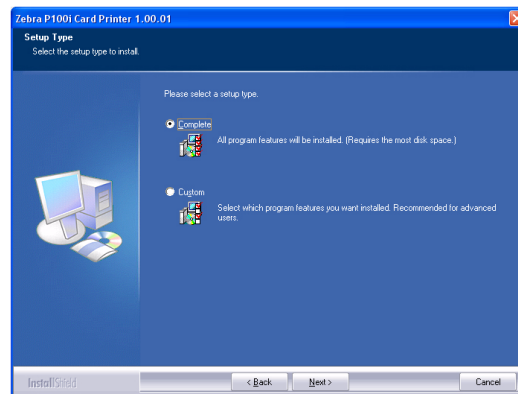 Zebra P100i Card Printer 1.00.01
Setup Type
Select the setup type to install.
Please select a setup type.
Complete
All program features will be installed. (Requires the most disk space.)
Custom
Select which program features you want installed. Recommended for advanced
users.
InstallShield
< Back
Next >
Cancel